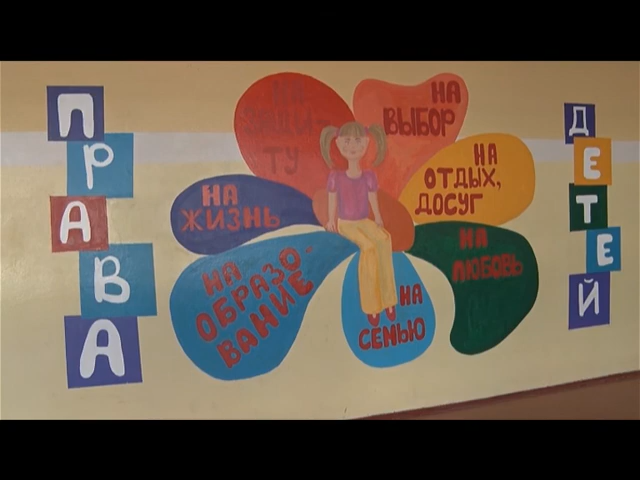 ПРАВА
НА
ЗАЩИ-
ТУ
НА
ВЫБОР
НА
ОТДЫХ,
ДОСУГ
НА
ЖИЗНЬ
НА
ЛЮБОВЬ
НА
ОБРАЗО-
ВАНИЕ
НА
СЕМЬЮ
ДЕТЕЙ